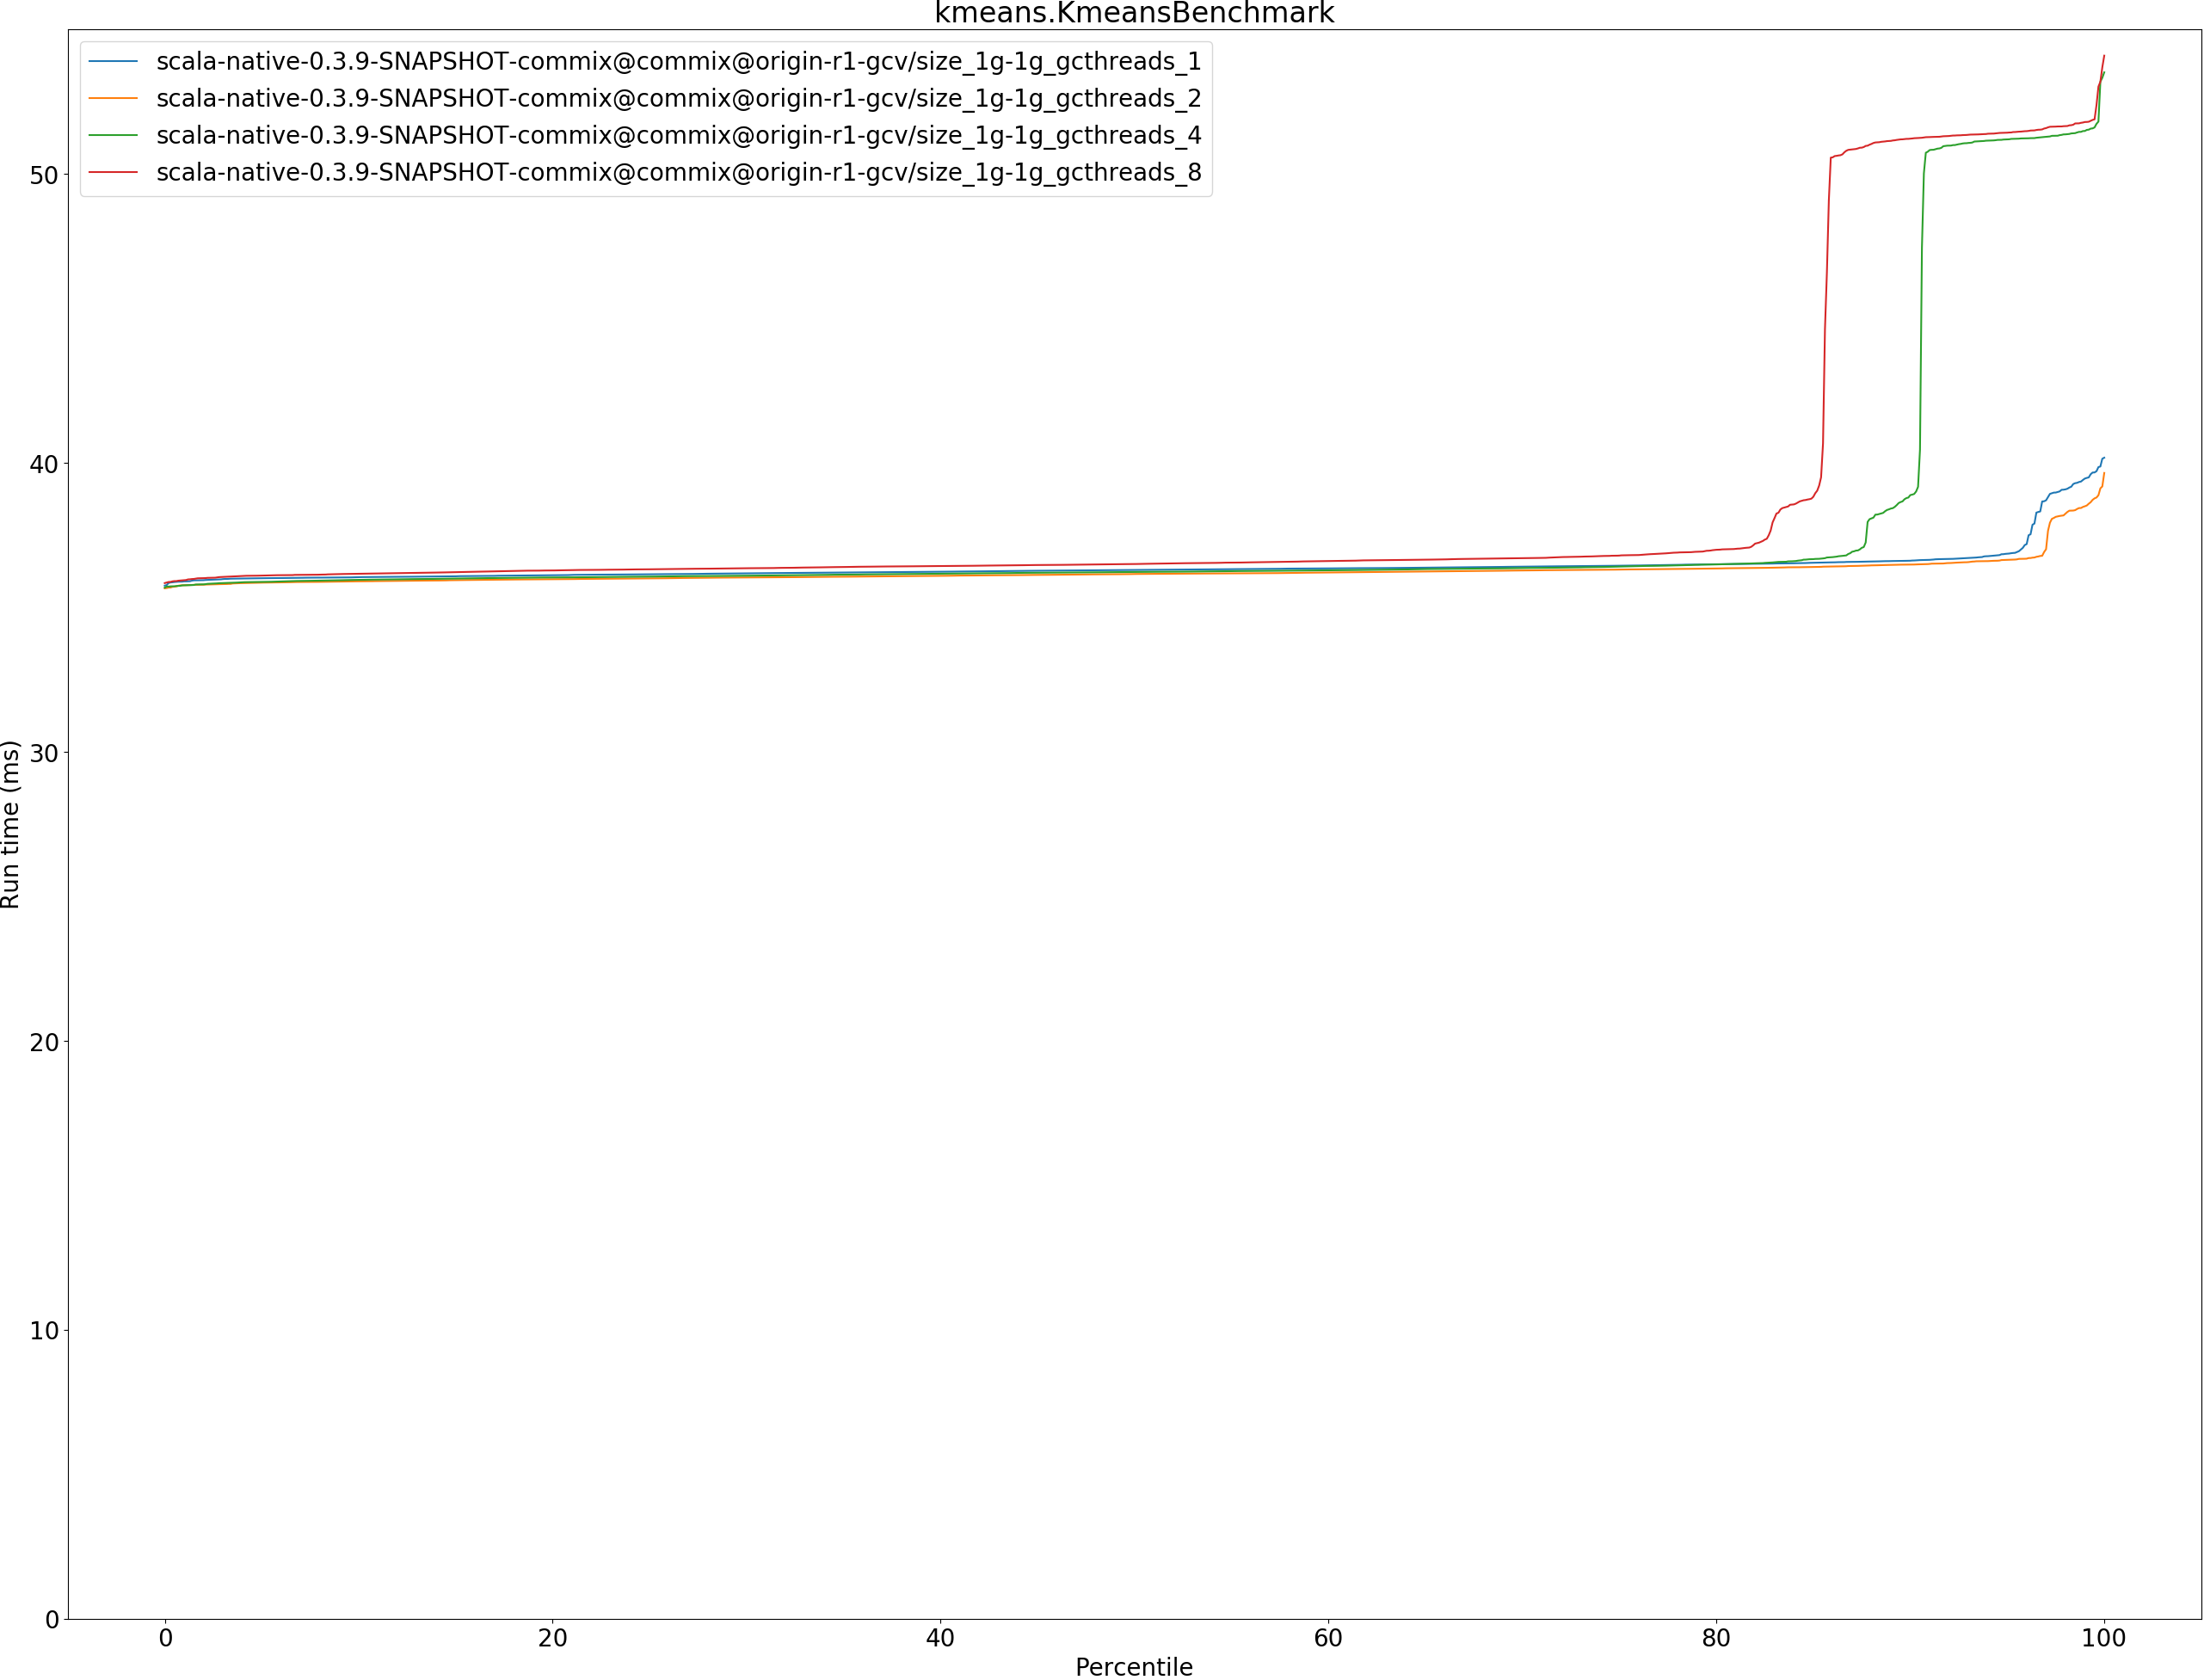 kmeans.KmeansBenchmark
scala-native-0.3.9-SNAPSHOT-commix@commix@origin-r1-gcv/size_1g-1g_gcthreads_1
scala-native-0.3.9-SNAPSHOT-commix@commix@origin-r1-gcv/size_1g-1g_gcthreads_2
scala-native-0.3.9-SNAPSHOT-commix@commix@origin-r1-gcv/size_1g-1g_gcthreads_4
scala-native-0.3.9-SNAPSHOT-commix@commix@origin-r1-gcv/size_1g-1g_gcthreads_8
50
40
30
20
10
0
Run time (ms)
0 20 40 60 80 100
Percentile